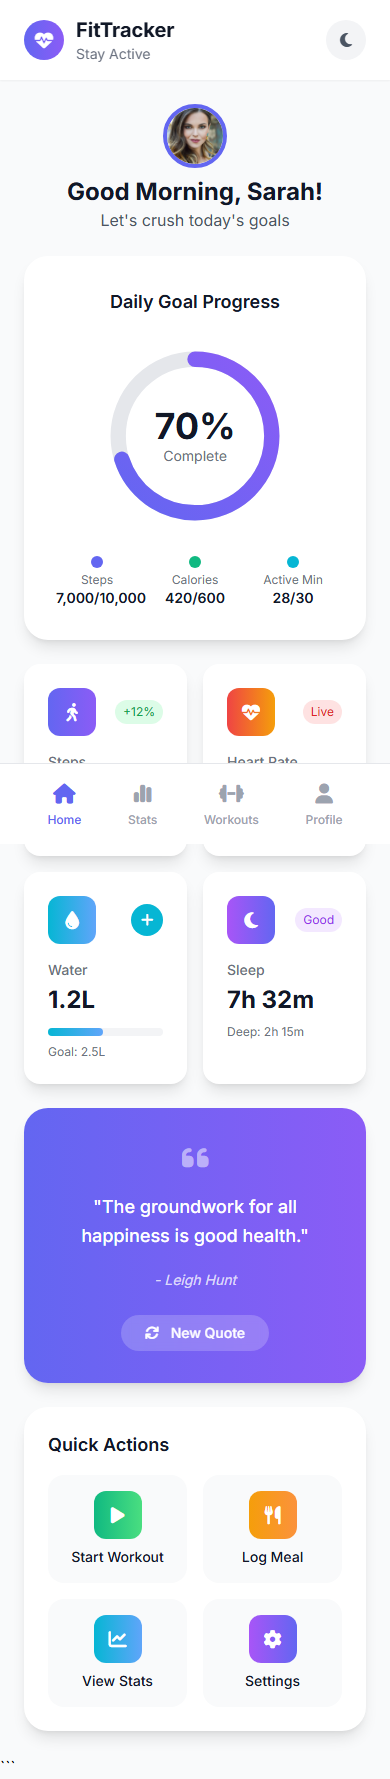 FitTracker
Stay Active
Good Morning, Sarah!
Let's crush today's goals
Daily Goal Progress
70%
Complete
Steps
7,000/10,000
Calories
420/600
Active Min
28/30
+12%
Steps
Live
Heart Rate
Home
Stats
Workouts
Profile
Water
1.2L
Goal: 2.5L
Good
Sleep
7h 32m
Deep: 2h 15m
"The groundwork for all
happiness is good health."
- Leigh Hunt
New Quote
Quick Actions
Start Workout
Log Meal
View Stats
Settings
```